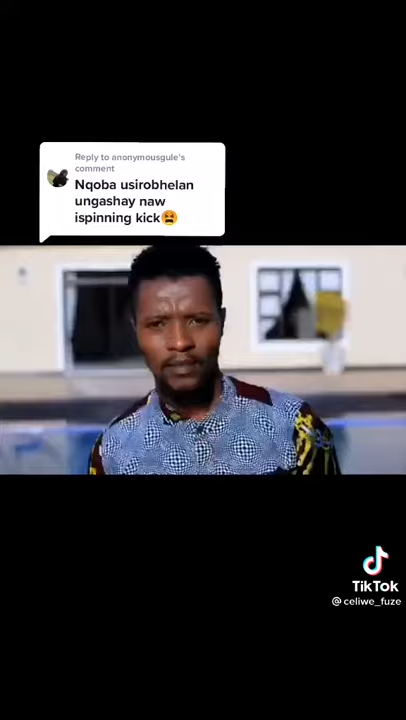 Reply to anonymousgule's
comment
Nqoba usirobhelan
ungashay naw
ispinning kick😫
TikTok
@celiwe_fuze